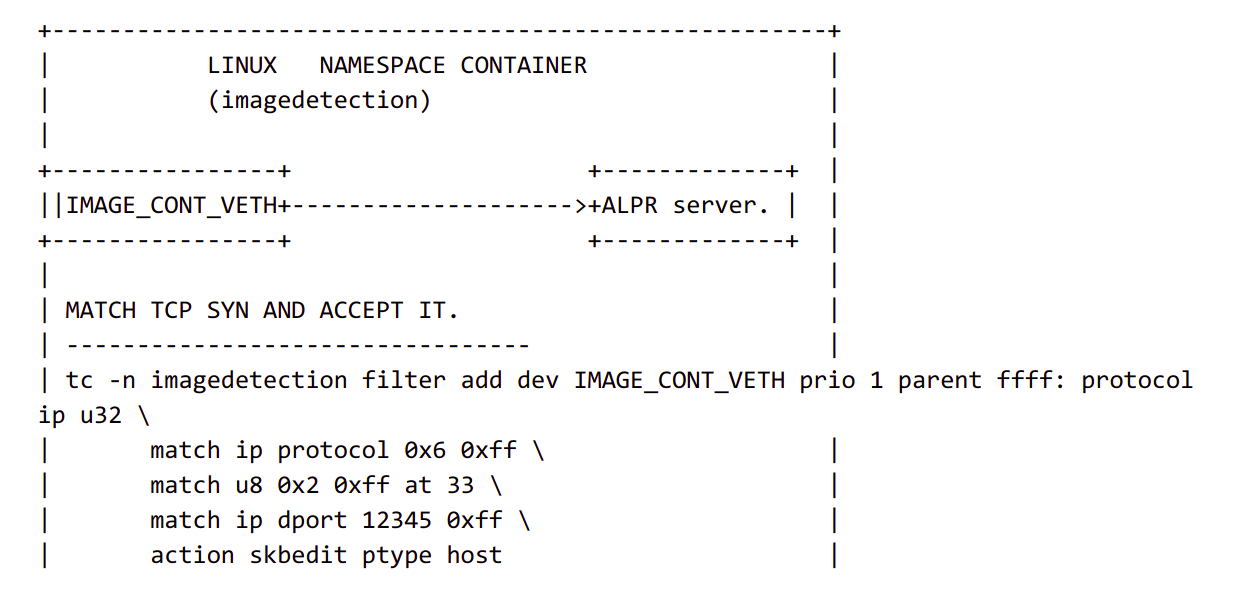 +-------------------------------------------------------+
|           LINUX   NAMESPACE CONTAINER                 |
|           (imagedetection)                            |
|                                                       |
+----------------+                     +-------------+  |
||IMAGE_CONT_VETH+-------------------->+ALPR server. |  |
+----------------+                     +-------------+  |
|                                                       |
| MATCH TCP SYN AND ACCEPT IT.                          |
| ---------------------------------                     |
| tc -n imagedetection filter add dev IMAGE_CONT_VETH prio 1 parent ffff: protocol
ip u32 \
|       match ip protocol 0x6 0xff \                    |
|       match u8 0x2 0xff at 33 \                       |
|       match ip dport 12345 0xff \                     |
|       action skbedit ptype host                       |